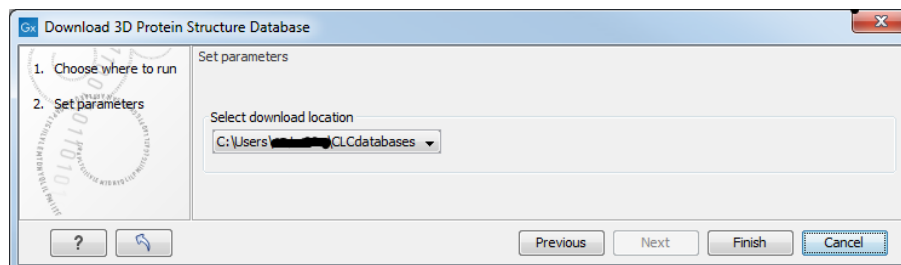 Gx Download 3D Protein Structure Database
1. Choose where to run
2. Set parameters
Set parameters
Select download location
C:\Users\ \CLCdatabases
? Previous Next Finish Cancel